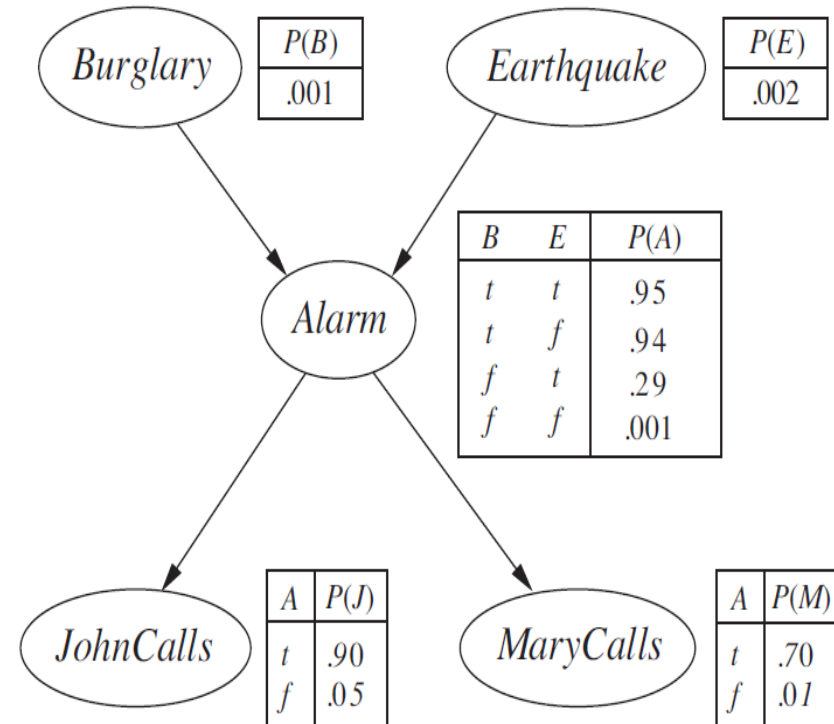 Burglary
P(B)
.001
Earthquake
P(E)
.002
Alarm
B E P(A)
t t .95
t f .94
f t .29
f f .001
JohnCalls
A P(J)
t .90
f .05
MaryCalls
A P(M)
t .70
f .01